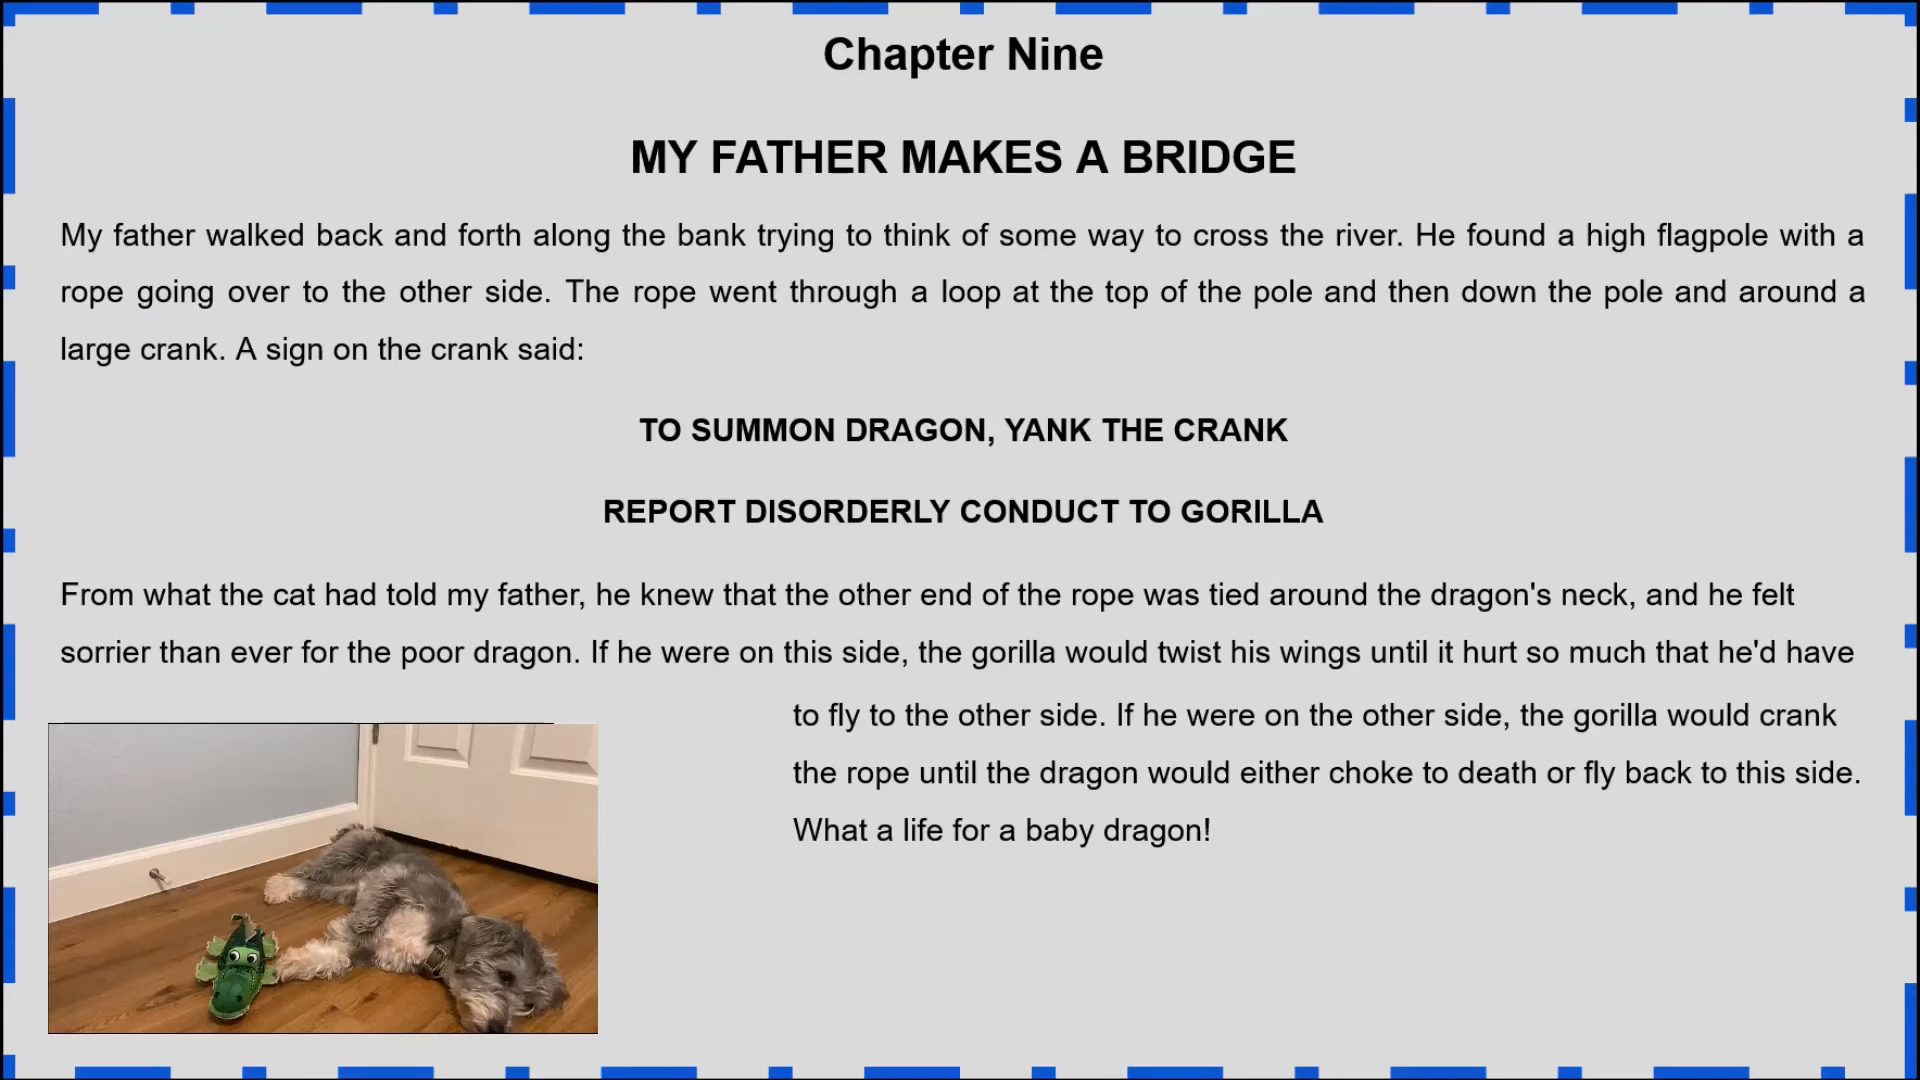 Chapter Nine
MY FATHER MAKES A BRIDGE
My father walked back and forth along the bank trying to think of some way to cross the river. He found a high flagpole with a
rope going over to the other side. The rope went through a loop at the top of the pole and then down the pole and around a
large crank. A sign on the crank said:
TO SUMMON DRAGON, YANK THE CRANK
REPORT DISORDERLY CONDUCT TO GORILLA
From what the cat had told my father, he knew that the other end of the rope was tied around the dragon's neck, and he felt
sorrier than ever for the poor dragon. If he were on this side, the gorilla would twist his wings until it hurt so much that he'd have
to fly to the other side. If he were on the other side, the gorilla would crank
the rope until the dragon would either choke to death or fly back to this side.
What a life for a baby dragon!